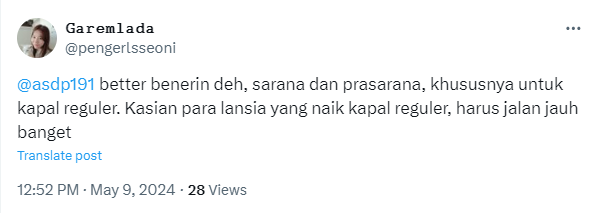 Garemlada
@pengerlsseoni
@asdp191 better benerin deh, sarana dan prasarana, khususnya untuk
kapal reguler. Kasian para lansia yang naik kapal reguler, harus jalan jauh
banget
Translate post
12:52 PM · May 9, 2024 · 28 Views